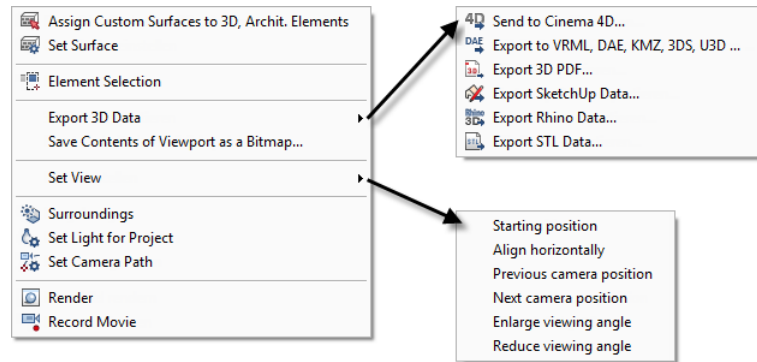 Assign Custom Surfaces to 3D, Archit. Elements
Set Surface
Element Selection
Export 3D Data
Save Contents of Viewport as a Bitmap...
Set View
Surroundings
Set Light for Project
Set Camera Path
Render
Record Movie
4D Send to Cinema 4D...
DAE Export to VRML, DAE, KMZ, 3DS, U3D ...
3D Export 3D PDF...
Export SketchUp Data...
Rhino 3D Export Rhino Data...
STL Export STL Data...
Starting position
Align horizontally
Previous camera position
Next camera position
Enlarge viewing angle
Reduce viewing angle